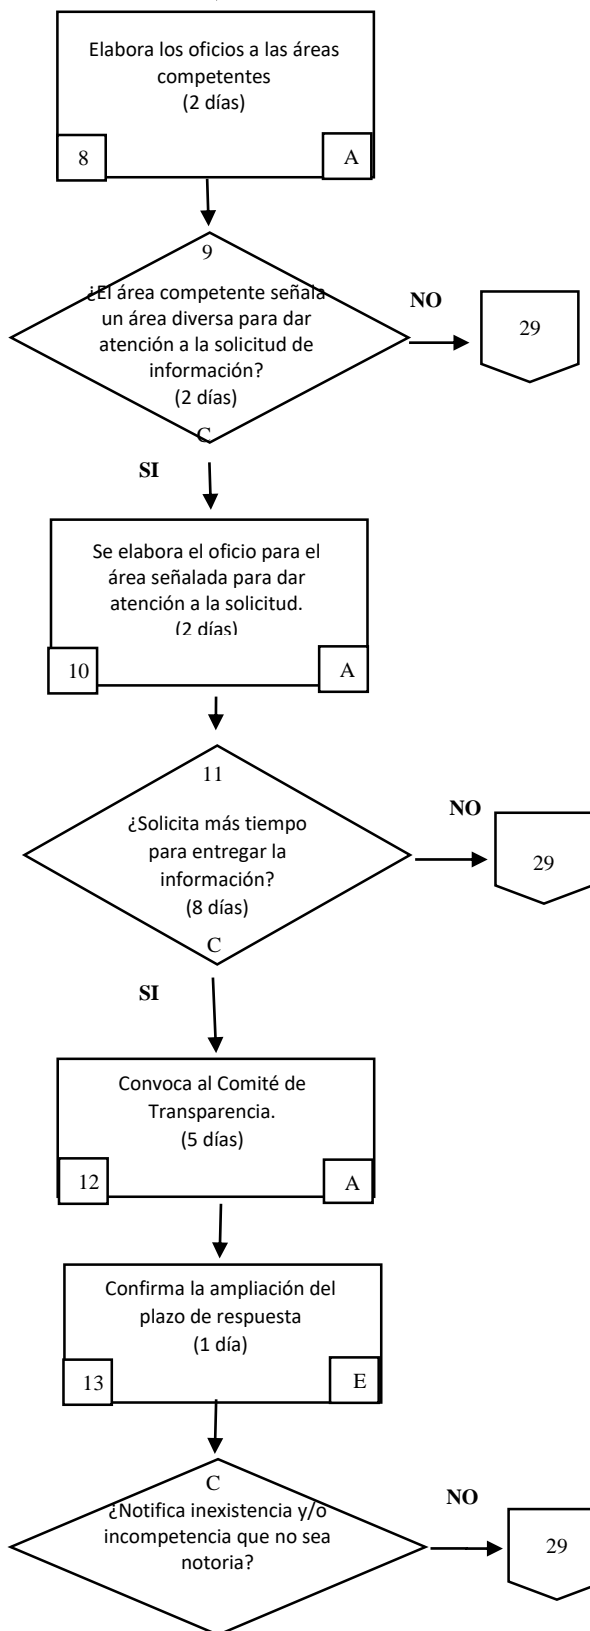 Elabora los oficios a las áreas
competentes
(2 días)
8
A
9
¿El área competente señala
un área diversa para dar
atención a la solicitud de
información?
(2 días)
C
NO
29
SI
Se elabora el oficio para el
área señalada para dar
atención a la solicitud.
(2 días)
10
A
11
¿Solicita más tiempo
para entregar la
información?
(8 días)
C
NO
29
SI
Convoca al Comité de
Transparencia.
(5 días)
12
A
Confirma la ampliación del
plazo de respuesta
(1 día)
13
E
C
¿Notifica inexistencia y/o
incompetencia que no sea
notoria?
NO
29